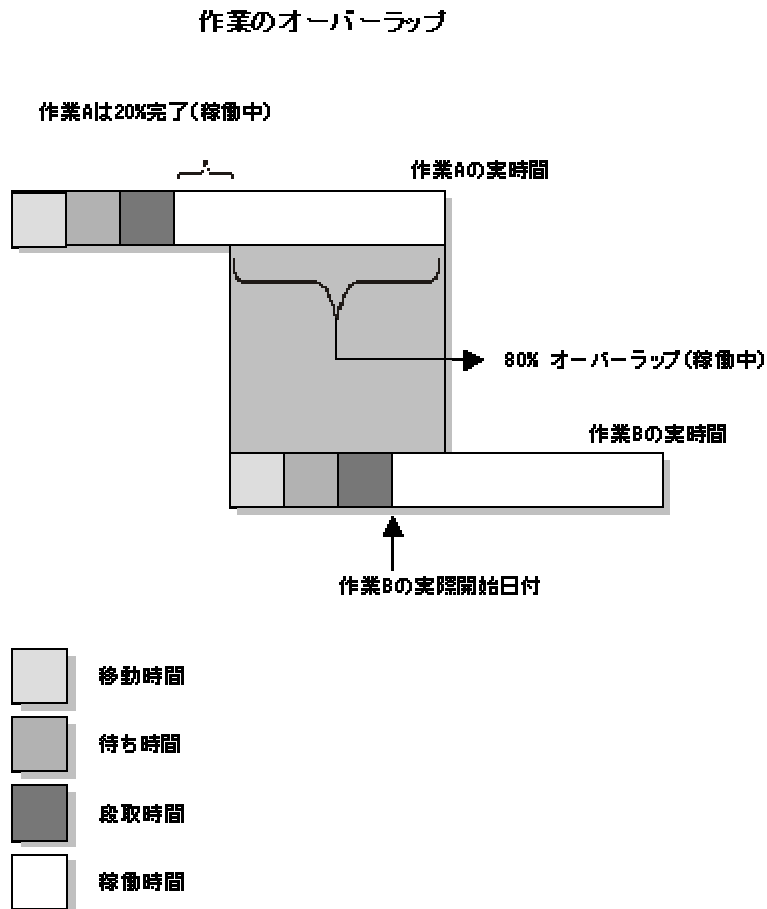 作業のオーバーラップ
作業Aは20%完了(稼働中)
作業Aの実時間
80% オーバーラップ(稼働中)
作業Bの実時間
作業Bの実際開始日付
移動時間
待ち時間
段取時間
稼働時間